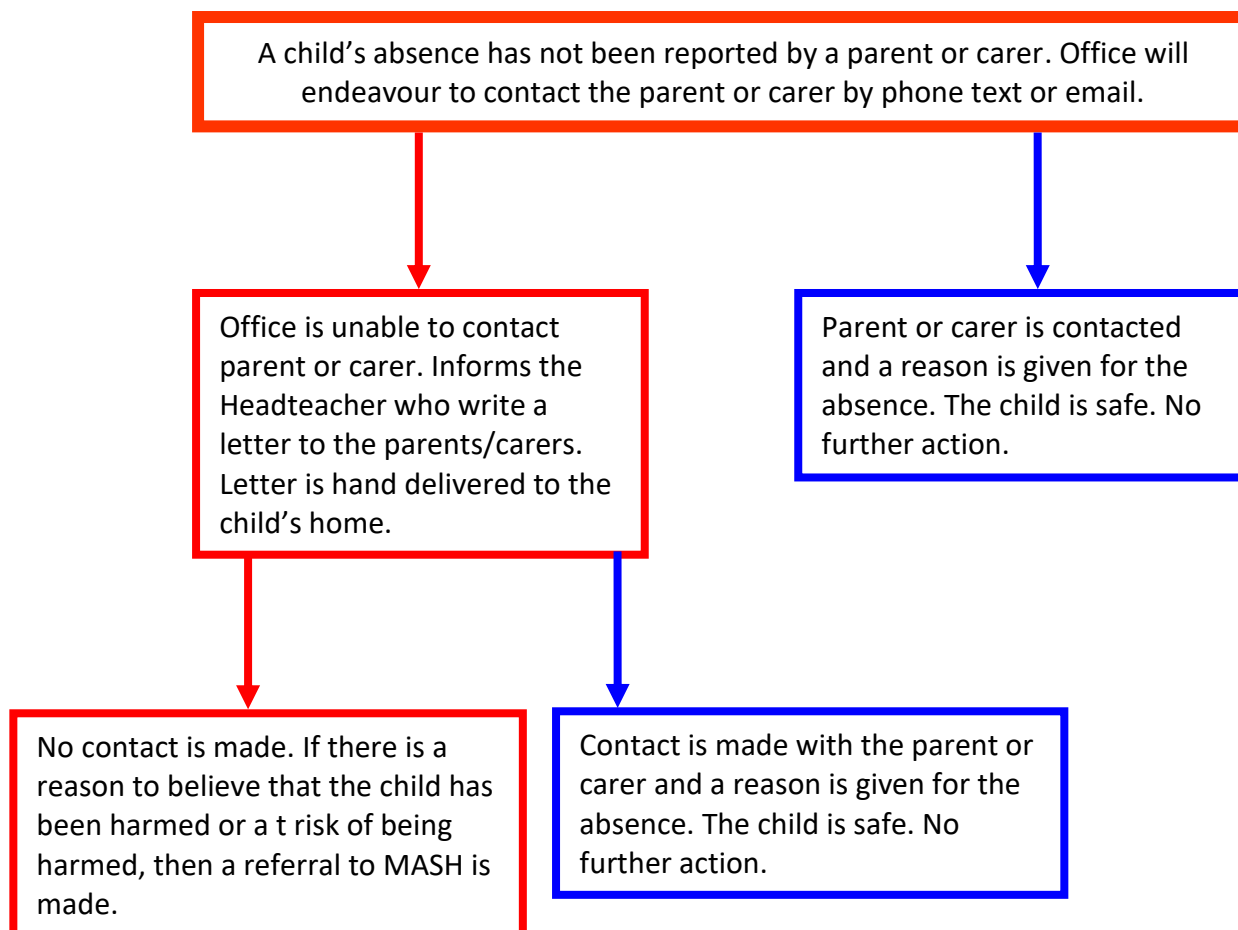 A child’s absence has not been reported by a parent or carer. Office will
endeavour to contact the parent or carer by phone text or email.
Office is unable to contact
parent or carer. Informs the
Headteacher who write a
letter to the parents/carers.
Letter is hand delivered to the
child’s home.
Parent or carer is contacted
and a reason is given for the
absence. The child is safe. No
further action.
No contact is made. If there is a
reason to believe that the child has
been harmed or a t risk of being
harmed, then a referral to MASH is
made.
Contact is made with the parent or
carer and a reason is given for the
absence. The child is safe. No
further action.